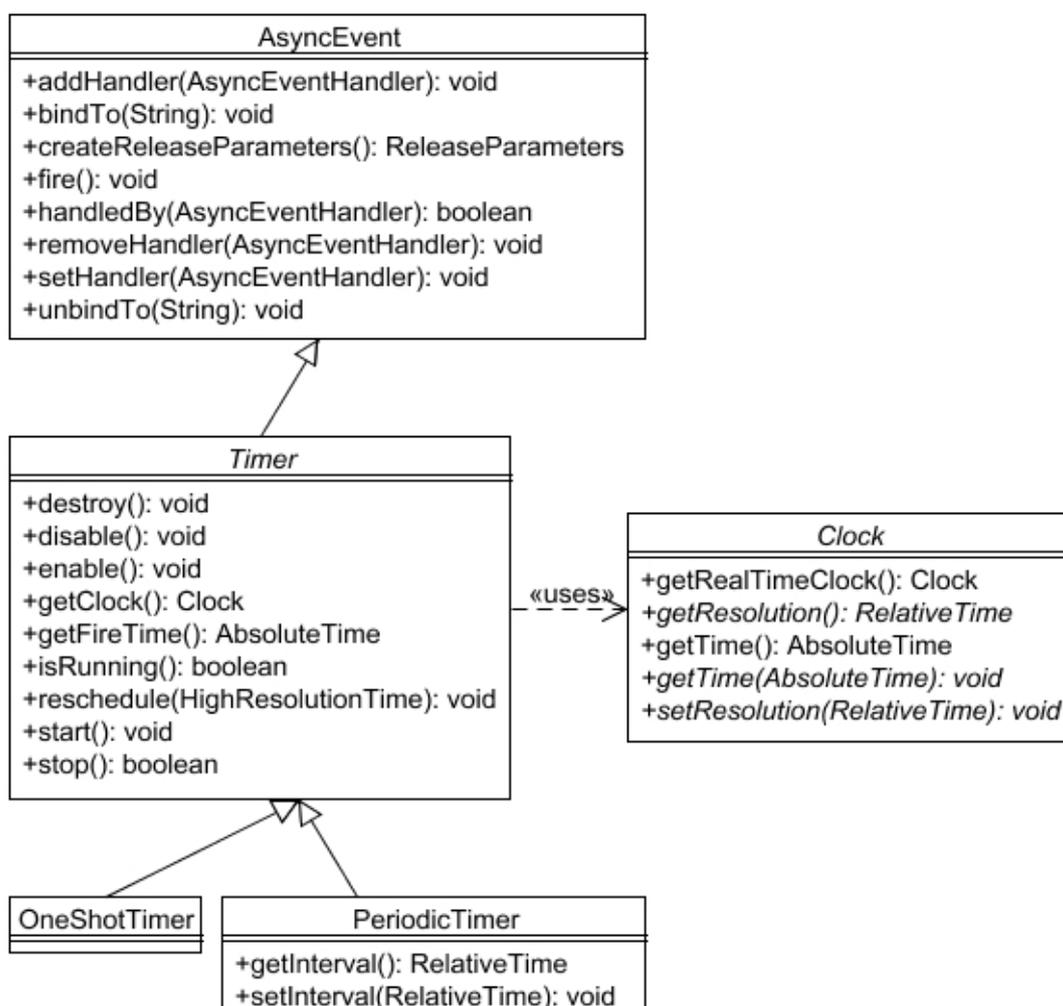 AsyncEvent
+addHandler(AsyncEventHandler): void
+bindTo(String): void
+createReleaseParameters(): ReleaseParameters
+fire(): void
+handledBy(AsyncEventHandler): boolean
+removeHandler(AsyncEventHandler): void
+setHandler(AsyncEventHandler): void
+unbindTo(String): void
Timer
+destroy(): void
+disable(): void
+enable(): void
+getClock(): Clock
+getFireTime(): AbsoluteTime
+isRunning(): boolean
+reschedule(HighResolutionTime): void
+start(): void
+stop(): boolean
«uses»
Clock
+getRealTimeClock(): Clock
+getResolution(): RelativeTime
+getTime(): AbsoluteTime
+getTime(AbsoluteTime): void
+setResolution(RelativeTime): void
OneShotTimer
PeriodicTimer
+getInterval(): RelativeTime
+setInterval(RelativeTime): void